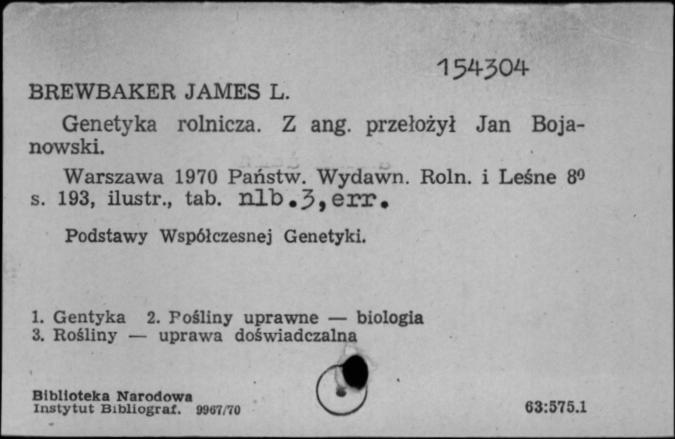 154304
BREWBAKER JAMES L.
Genetyka rolnicza. Z ang. przełożył Jan Boja-
nowski.
Warszawa 1970 Państw. Wydawn. Roln. i Leśne 8⁰
s. 193, ilustr., tab. nlb.3,err.
Podstawy Współczesnej Genetyki.
1. Gentyka 2. Pośliny uprawne — biologia
3. Rośliny — uprawa doświadczalna
Biblioteka Narodowa
Instytut Bibliograf. 9967/70 63:575.1